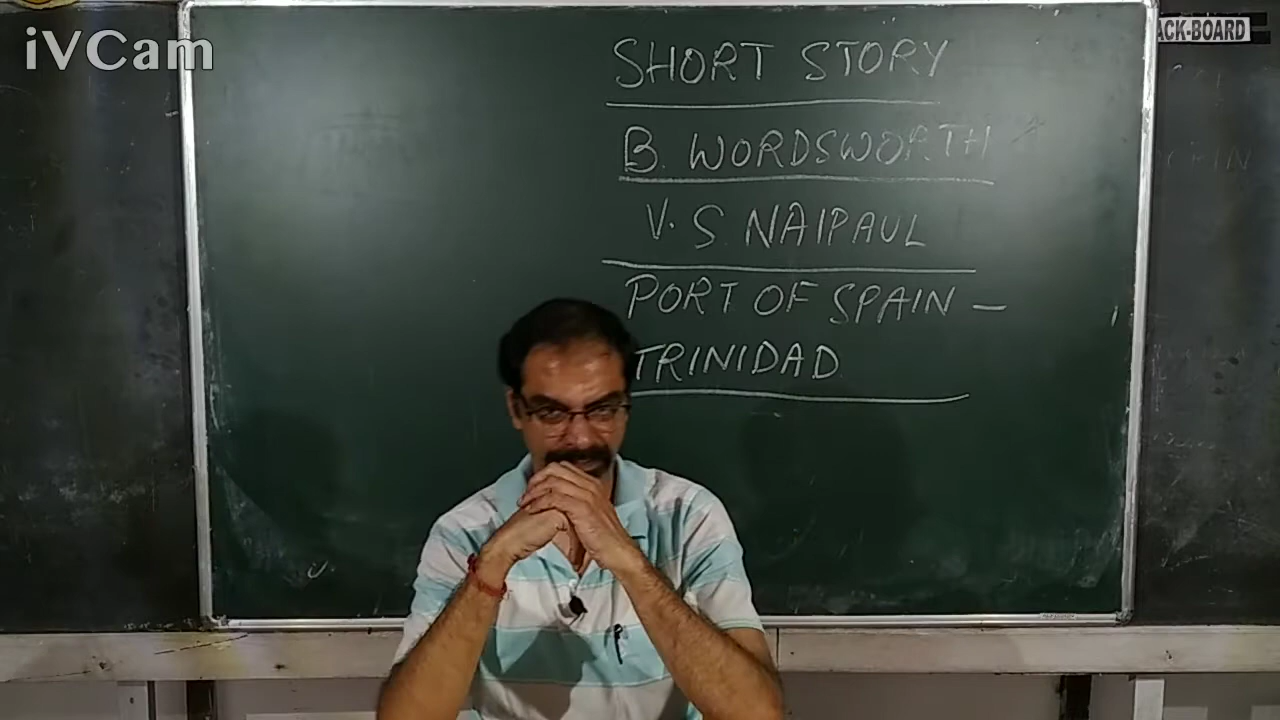 iVCam
ACK-BOARD
SHORT STORY
B. WORDSWORTH
V. S. NAIPAUL
PORT OF SPAIN —
TRINIDAD